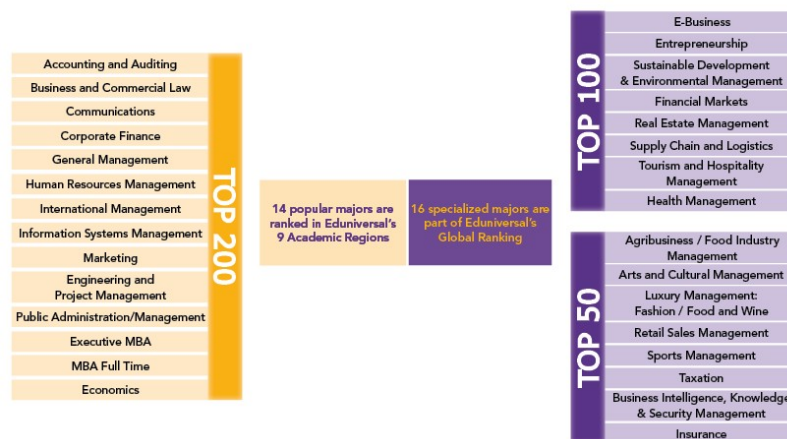 TOP 200
Accounting and Auditing
Business and Commercial Law
Communications
Corporate Finance
General Management
Human Resources Management
International Management
Information Systems Management
Marketing
Engineering and
Project Management
Public Administration/Management
Executive MBA
MBA Full Time
Economics
14 popular majors are
ranked in Eduniversal's
9 Academic Regions
16 specialized majors are
part of Eduniversal's
Global Ranking
TOP 100
E-Business
Entrepreneurship
Sustainable Development
& Environmental Management
Financial Markets
Real Estate Management
Supply Chain and Logistics
Tourism and Hospitality
Management
Health Management
TOP 50
Agribusiness / Food Industry
Management
Arts and Cultural Management
Luxury Management:
Fashion / Food and Wine
Retail Sales Management
Sports Management
Taxation
Business Intelligence, Knowledge
& Security Management
Insurance